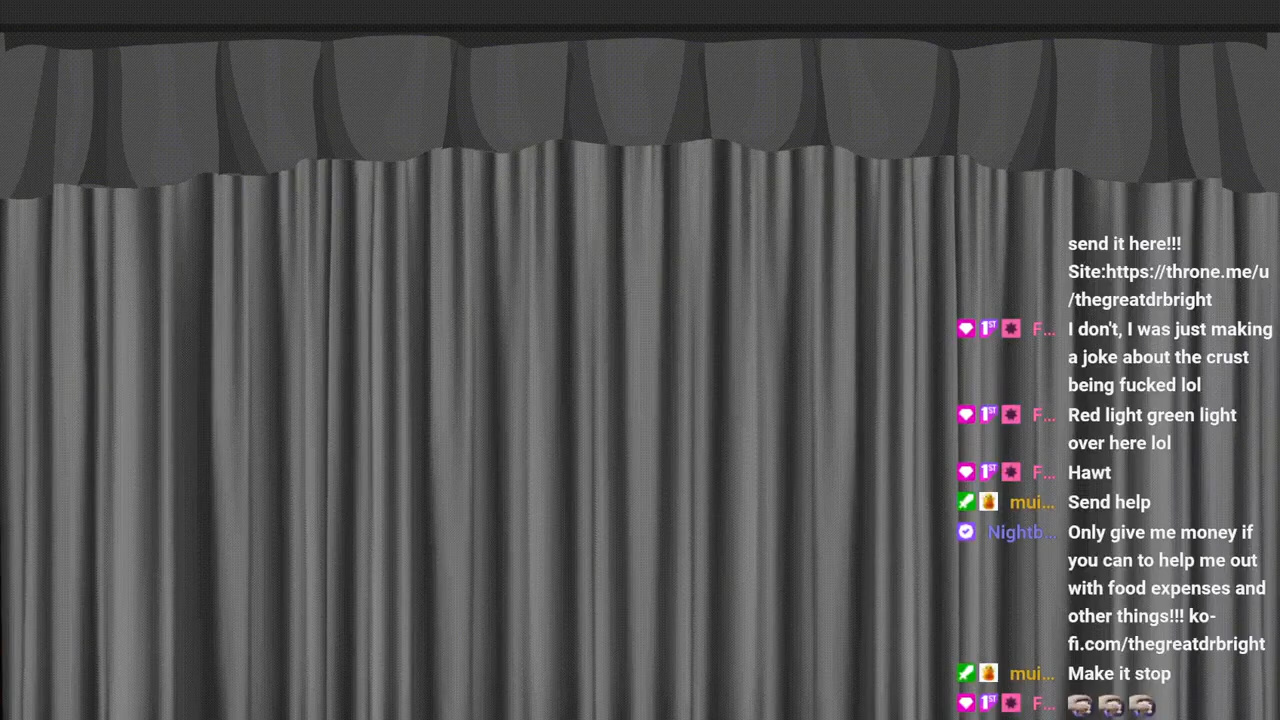 send it here!!!
Site:https://throne.me/u
/thegreatdrbright
F... I don't, I was just making
a joke about the crust
being fucked lol
F... Red light green light
over here lol
F... Hawt
mui... Send help
Nightb... Only give me money if
you can to help me out
with food expenses and
other things!!! ko-
fi.com/thegreatdrbright
mui... Make it stop
F...